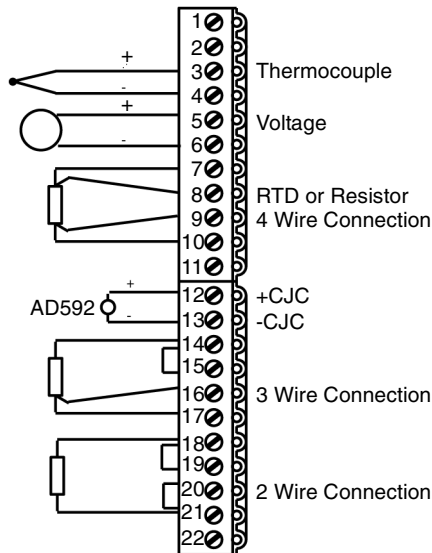 1
2
+ 3 Thermocouple
- 4
+ 5 Voltage
- 6
7
8 RTD or Resistor
9 4 Wire Connection
10
11
+ 12 +CJC
AD592
- 13 -CJC
14
15
16 3 Wire Connection
17
18
19
20 2 Wire Connection
21
22